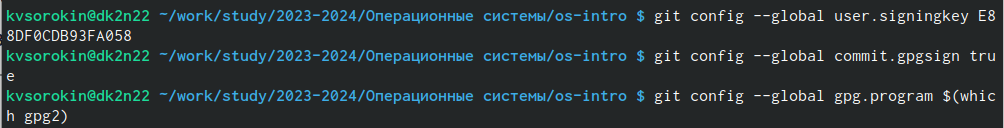 kvsorokin@dk2n22 ~/work/study/2023-2024/Операционные системы/os-intro $ git config --global user.signingkey E8
8DF0CDB93FA058
kvsorokin@dk2n22 ~/work/study/2023-2024/Операционные системы/os-intro $ git config --global commit.gpgsign tru
e
kvsorokin@dk2n22 ~/work/study/2023-2024/Операционные системы/os-intro $ git config --global gpg.program $(whic
h gpg2)